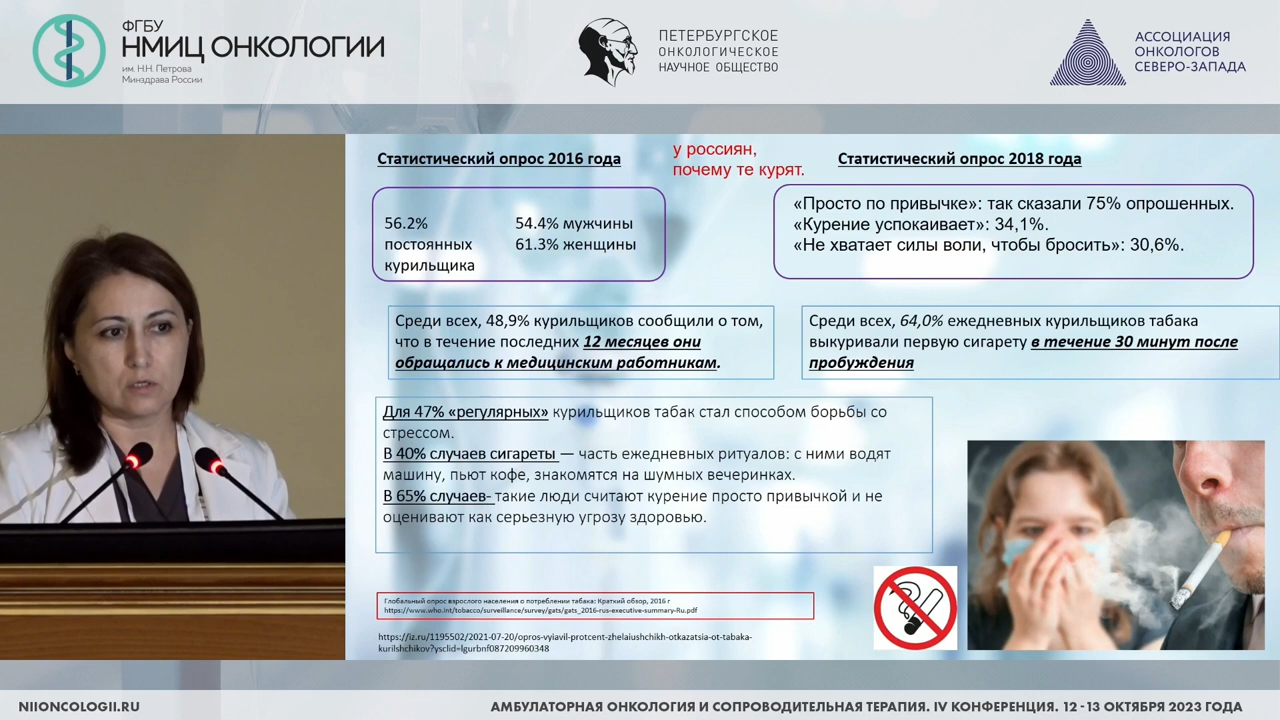 ФГБУ
НМИЦ ОНКОЛОГИИ
им. Н.Н. Петрова
Минздрава России
ПЕТЕРБУРГСКОЕ
ОНКОЛОГИЧЕСКОЕ
НАУЧНОЕ ОБЩЕСТВО
АССОЦИАЦИЯ
ОНКОЛОГОВ
СЕВЕРО-ЗАПАДА
Статистический опрос 2016 года
у россиян,
почему те курят.
Статистический опрос 2018 года
56.2%
постоянных
курильщика
54.4% мужчины
61.3% женщины
«Просто по привычке»: так сказали 75% опрошенных.
«Курение успокаивает»: 34,1%.
«Не хватает силы воли, чтобы бросить»: 30,6%.
Среди всех, 48,9% курильщиков сообщили о том,
что в течение последних 12 месяцев они
обращались к медицинским работникам.
Среди всех, 64,0% ежедневных курильщиков табака
выкуривали первую сигарету в течение 30 минут после
пробуждения
Для 47% «регулярных» курильщиков табак стал способом борьбы со
стрессом.
В 40% случаев сигареты — часть ежедневных ритуалов: с ними водят
машину, пьют кофе, знакомятся на шумных вечеринках.
В 65% случаев- такие люди считают курение просто привычкой и не
оценивают как серьезную угрозу здоровью.
Глобальный опрос взрослого населения о потреблении табака: Краткий обзор, 2016 г
https://www.who.int/tobacco/surveillance/survey/gats/gats_2016-rus-executive-summary-Ru.pdf
https://iz.ru/1195502/2021-07-20/opros-vyiavil-protcent-zhelaiushchikh-otkazatsia-ot-tabaka-
kurilshchikov?ysclid=lgurbnf087209960348
NIIONCOLOGII.RU
АМБУЛАТОРНАЯ ОНКОЛОГИЯ И СОПРОВОДИТЕЛЬНАЯ ТЕРАПИЯ. IV КОНФЕРЕНЦИЯ. 12 - 13 ОКТЯБРЯ 2023 ГОДА